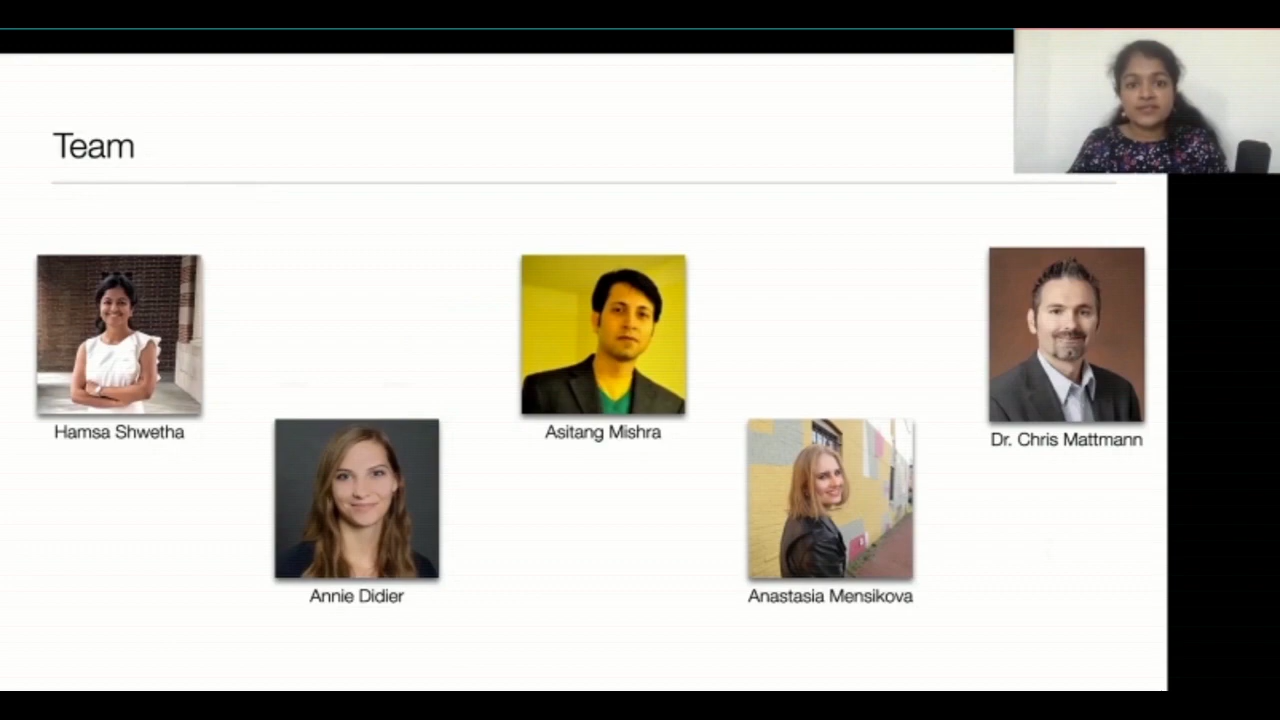 Team
Hamsa Shwetha
Asitang Mishra
Dr. Chris Mattmann
Annie Didier
Anastasia Mensikova